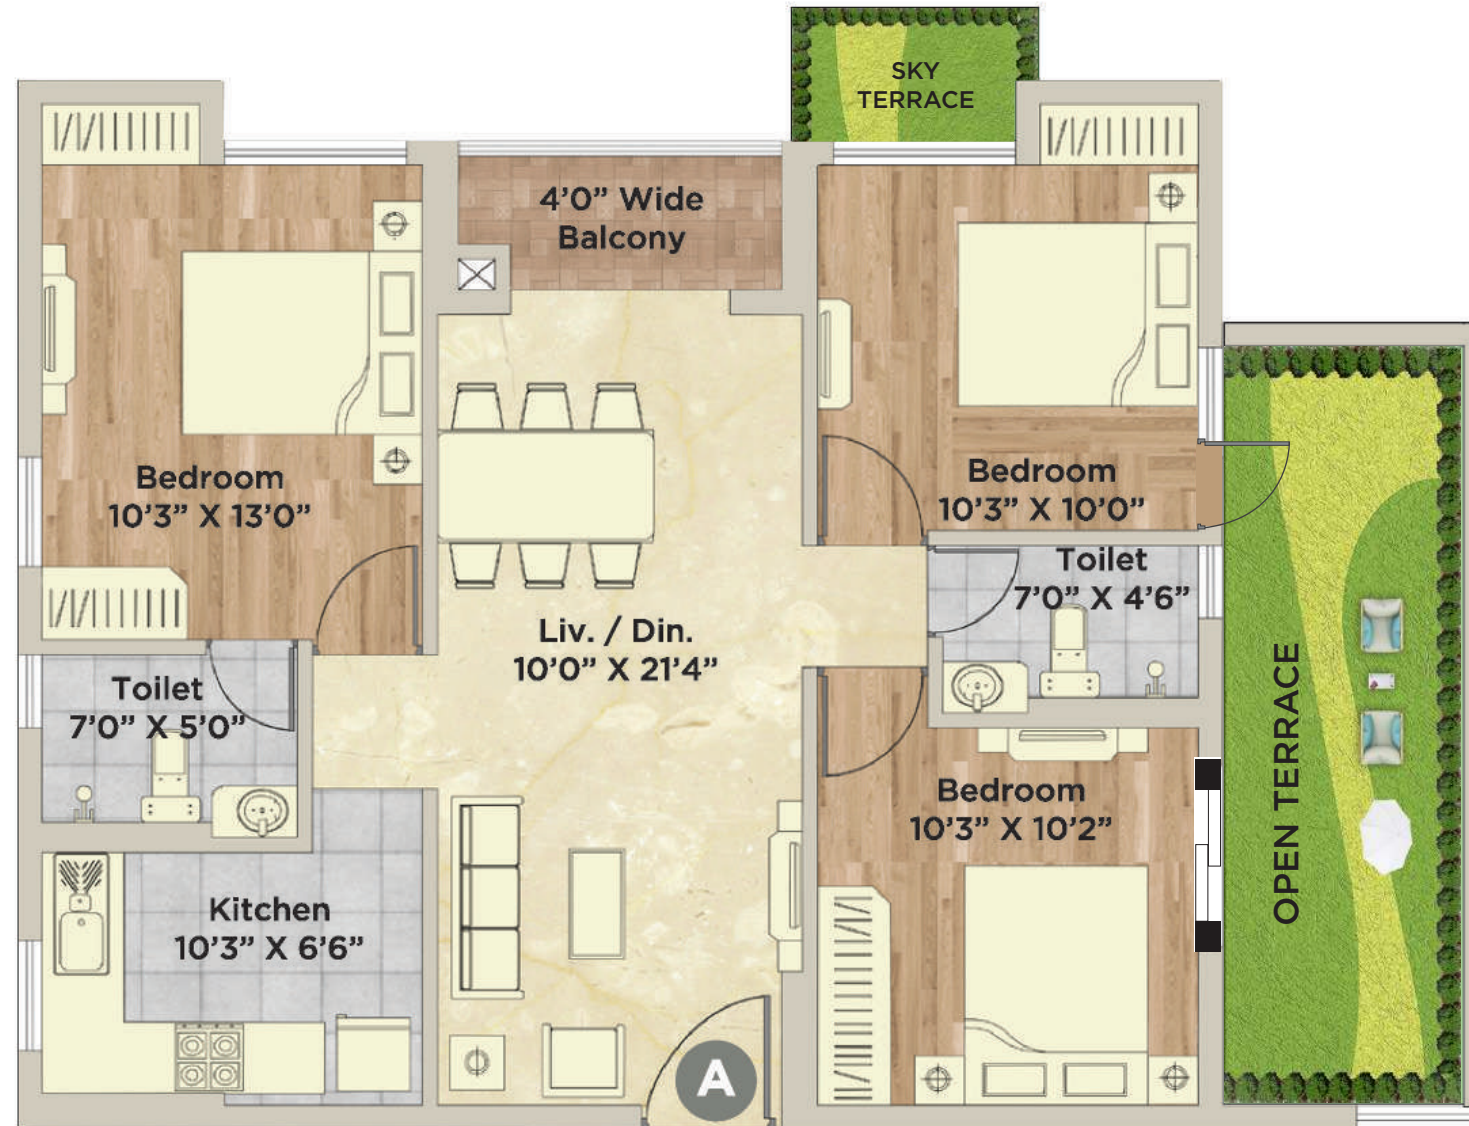 SKY
TERRACE
4’0” Wide
Balcony
Bedroom
10’3” X 13’0”
Bedroom
10’3” X 10’0”
Toilet
7’0” X 4’6”
Liv. / Din.
10’0” X 21’4”
Toilet
7’0” X 5’0”
OPEN TERRACE
Bedroom
10’3” X 10’2”
Kitchen
10’3” X 6’6”
A